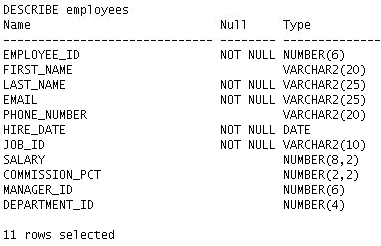 DESCRIBE employees
Name                           Null     Type
------------------------------ -------- --------------
EMPLOYEE_ID                    NOT NULL NUMBER(6)
FIRST_NAME                              VARCHAR2(20)
LAST_NAME                      NOT NULL VARCHAR2(25)
EMAIL                          NOT NULL VARCHAR2(25)
PHONE_NUMBER                            VARCHAR2(20)
HIRE_DATE                      NOT NULL DATE
JOB_ID                         NOT NULL VARCHAR2(10)
SALARY                                  NUMBER(8,2)
COMMISSION_PCT                          NUMBER(2,2)
MANAGER_ID                              NUMBER(6)
DEPARTMENT_ID                           NUMBER(4)
11 rows selected